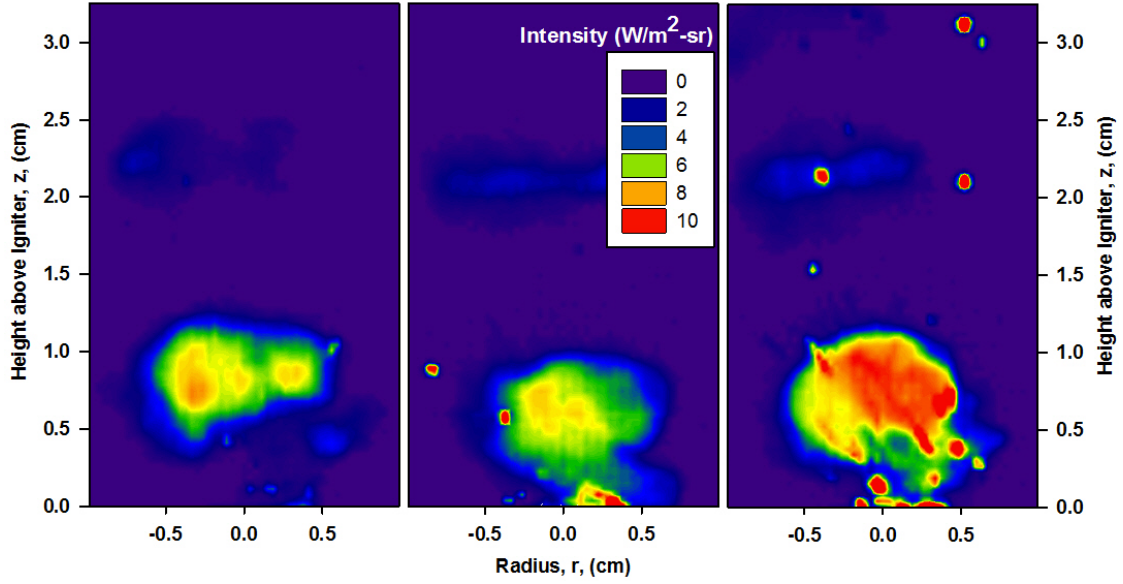 Intensity (W/m²-sr)
0
2
4
6
8
10
Height above Igniter, z, (cm)
3.0
2.5
2.0
1.5
1.0
0.5
0.0
-0.5 0.0 0.5
-0.5 0.0 0.5
-0.5 0.0 0.5
Radius, r, (cm)
3.0
2.5
2.0
1.5
1.0
0.5
0.0
Height above Igniter, z, (cm)